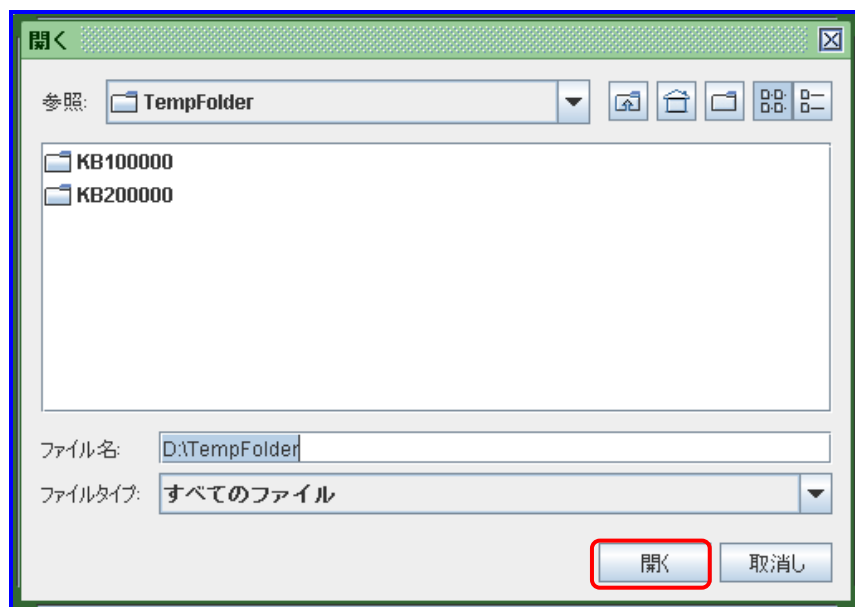 開く
参照: TempFolder
KB100000
KB200000
ファイル名: D:\TempFolder
ファイルタイプ: すべてのファイル
開く 取消し